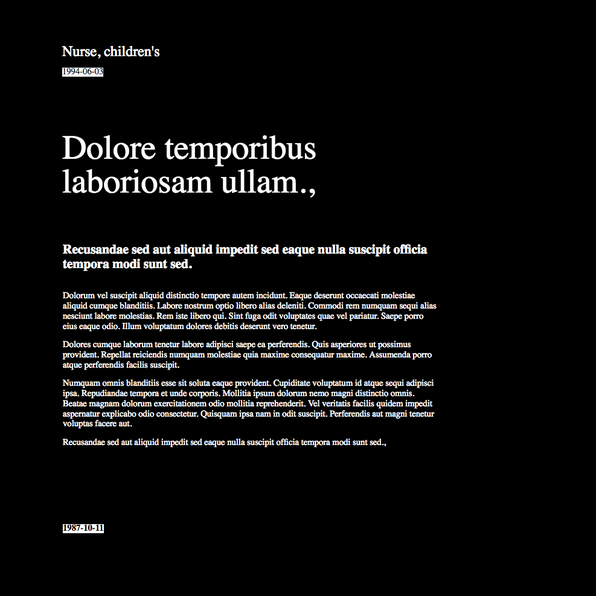 Nurse, children's
1994-06-03
Dolore temporibus
laboriosam ullam.,
Recusandae sed aut aliquid impedit sed eaque nulla suscipit officia
tempora modi sunt sed.
Dolorum vel suscipit aliquid distinctio tempore autem incidunt. Eaque deserunt occaecati molestiae
aliquid cumque blanditiis. Labore nostrum optio libero alias deleniti. Commodi rem numquam sequi alias
nesciunt labore molestias. Rem iste libero qui. Sint fuga odit voluptates quae vel pariatur. Saepe porro
eius eaque odio. Illum voluptatum dolores debitis deserunt vero tenetur.
Dolores cumque laborum tenetur labore adipisci saepe ea perferendis. Quis asperiores ut possimus
provident. Repellat reiciendis numquam molestiae quia maxime consequatur maxime. Assumenda porro
atque perferendis facilis suscipit.
Numquam omnis blanditiis esse sit soluta eaque provident. Cupiditate voluptatum id atque sequi adipisci
ipsa. Repudiandae tempora et unde corporis. Mollitia ipsum dolorum nemo magni distinctio omnis.
Beatae magnam dolorum exercitationem odio mollitia reprehenderit. Vel veritatis facilis quidem impedit
aspernatur explicabo odio consectetur. Quisquam ipsa nam in odit suscipit. Perferendis aut magni tenetur
voluptas facere aut.
Recusandae sed aut aliquid impedit sed eaque nulla suscipit officia tempora modi sunt sed.,
1987-10-11